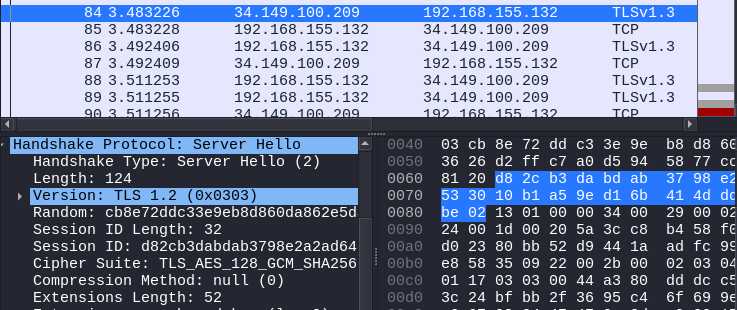 84 3.483226 34.149.100.209 192.168.155.132 TLSv1.3
85 3.483228 192.168.155.132 34.149.100.209 TCP
86 3.492406 192.168.155.132 34.149.100.209 TLSv1.3
87 3.492409 192.168.155.132 34.149.100.209 TCP
88 3.511253 34.149.100.209 192.168.155.132 TLSv1.3
89 3.511255 34.149.100.209 192.168.155.132 TLSv1.3
90 3.511256 34.149.100.209 192.168.155.132 TCP
Handshake Protocol: Server Hello
Handshake Type: Server Hello (2)
Length: 124
Version: TLS 1.2 (0x0303)
Random: cb8e72ddc33e9eb8d860da862e5d
Session ID Length: 32
Session ID: d82cb3dabdab3798e2a2ad64
Cipher Suite: TLS_AES_128_GCM_SHA256
Compression Method: null (0)
Extensions Length: 52
0040 03 cb 8e 72 dd c3 3e 9e b8 d8 60
0050 36 26 d2 ff c7 a0 d5 94 58 77 cd
0060 81 20 d8 2c b3 da bd ab 37 98 e2
0070 53 30 10 b1 a5 9e d1 6b 41 4d dd
0080 be 02 13 01 00 00 34 00 29 00 02
0090 24 00 1d 00 20 5a 3c c8 b4 58 f0
00a0 d0 23 80 bb 52 d9 44 1a ad fc 99
00b0 e8 58 35 09 22 00 2b 00 02 03 04
00c0 01 17 03 03 00 44 a3 80 dd dc c5
00d0 3c 24 bf bb 2f 36 95 c4 6f 69 9e